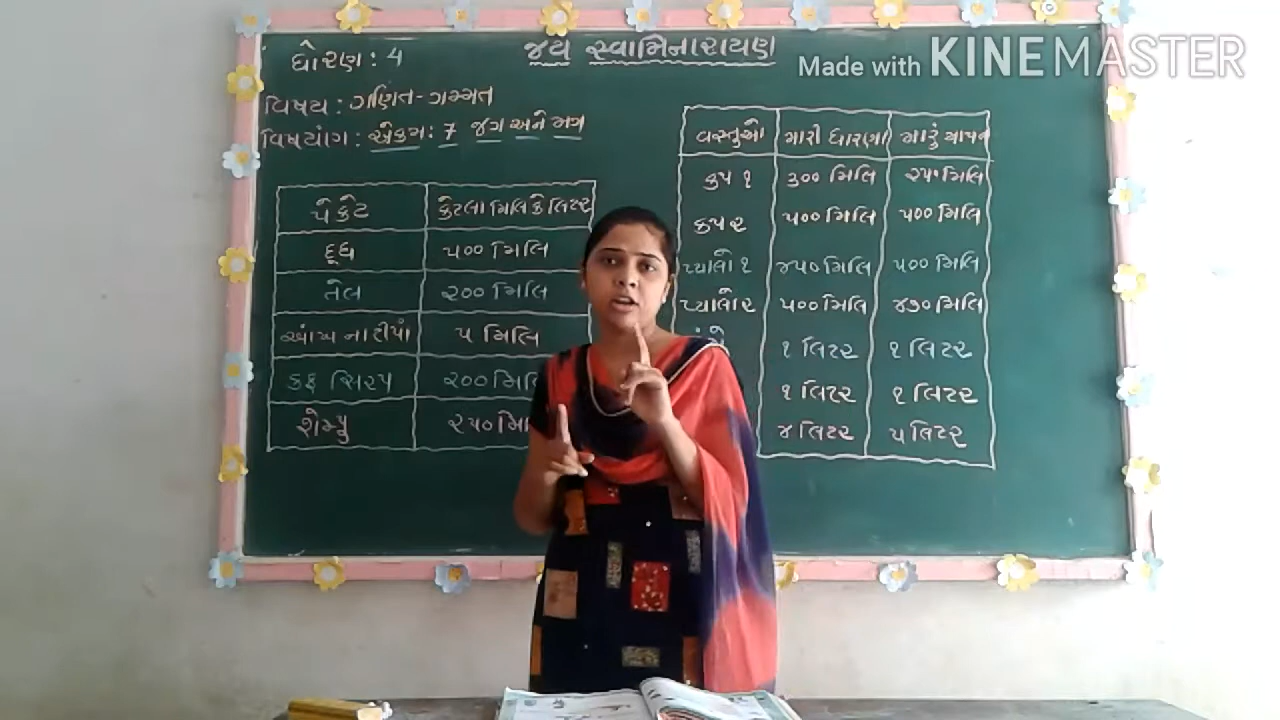 જય સ્વામિનારાયણ
Made with KINEMASTER
ધોરણ : 4
વિષય : ગણિત-ગમ્મત
વિષયાંગ : એકમ: 7 જગ અને મગ
પેકેટ કેટલા મિલિ કે લિટર
દૂધ ૫૦૦ મિલિ
તેલ ૨૦૦ મિલિ
આંખ ના ટીપાં ૫ મિલિ
કફ સિરપ ૨૦૦ મિલિ
શેમ્પુ ૨૫૦ મિ
વસ્તુઓ મારી ધારણા મારું માપન
કપ ૧ ૩૦૦ મિલિ ૨૫૦ મિલિ
કપ ૨ ૫૦૦ મિલિ ૫૦૦ મિલિ
પ્યાલો ૧ ૪૫૦ મિલિ ૫૦૦ મિલિ
પ્યાલો ૨ ૫૦૦ મિલિ ૪૭૦ મિલિ
૧ લિટર ૧ લિટર
૧ લિટર ૧ લિટર
૪ લિટર ૫ લિટર